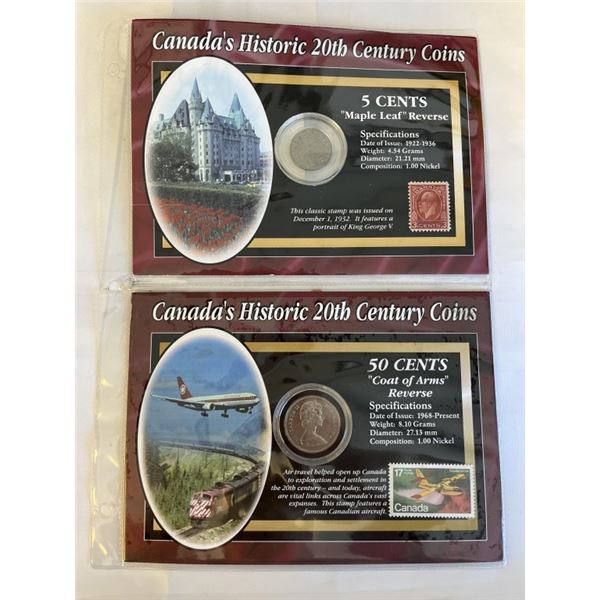 Canada's Historic 20th Century Coins
5 CENTS
"Maple Leaf" Reverse
Specifications
Date of Issue: 1922-1936
Weight: 4.54 Grams
Diameter: 21.21 mm
Composition: 1.00 Nickel
This classic stamp was issued on
December 1, 1932. It features a
portrait of King George V.
CANADA
3 CENTS 3
Canada's Historic 20th Century Coins
50 CENTS
"Coat of Arms"
Reverse
Specifications
Date of Issue: 1968-Present
Weight: 8.10 Grams
Diameter: 27.13 mm
Composition: 1.00 Nickel
Air travel helped open up Canada
to exploration and settlement in
the 20th century – and today, aircraft
are vital links across Canada's vast
expanses. This stamp features a
famous Canadian aircraft.
17
Canada